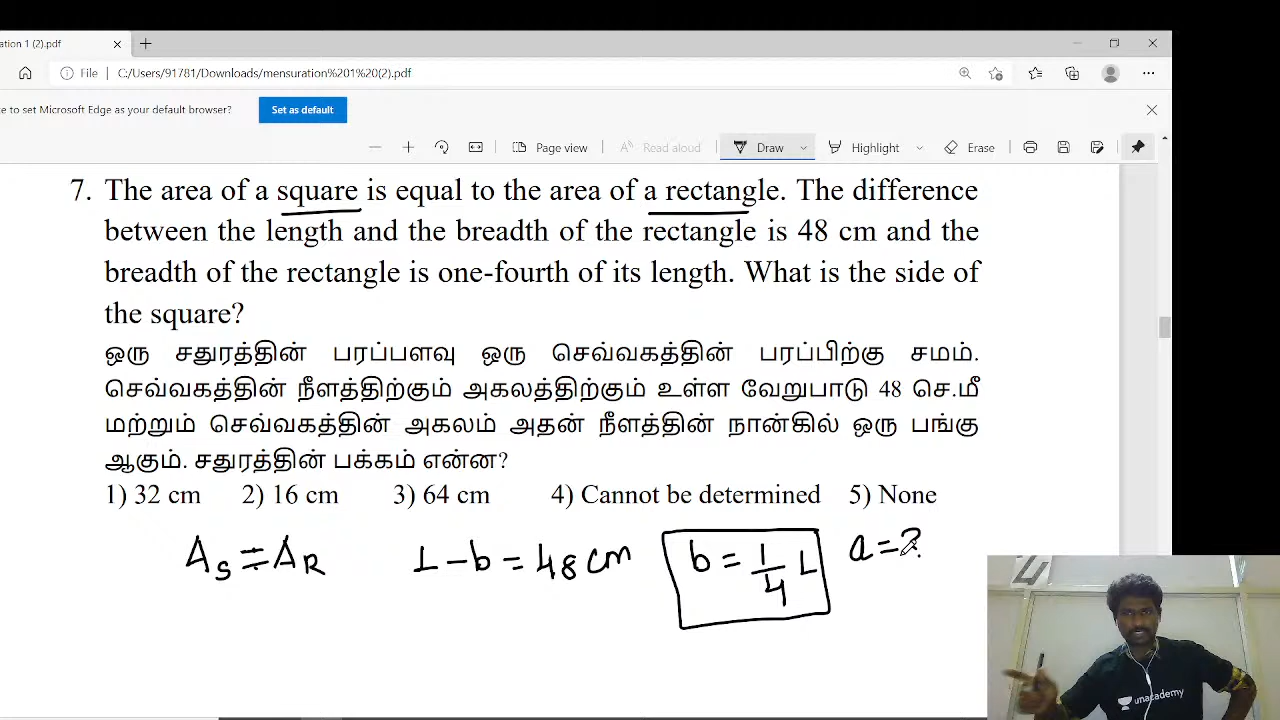 ation 1 (2).pdf
File C:/Users/91781/Downloads/mensuration%201%20(2).pdf
e to set Microsoft Edge as your default browser? Set as default
Page view Read aloud Draw Highlight Erase
7. The area of a square is equal to the area of a rectangle. The difference
between the length and the breadth of the rectangle is 48 cm and the
breadth of the rectangle is one-fourth of its length. What is the side of
the square?
ஒரு சதுரத்தின் பரப்பளவு ஒரு செவ்வகத்தின் பரப்பிற்கு சமம்.
செவ்வகத்தின் நீளத்திற்கும் அகலத்திற்கும் உள்ள வேறுபாடு 48 செ.மீ
மற்றும் செவ்வகத்தின் அகலம் அதன் நீளத்தின் நான்கில் ஒரு பங்கு
ஆகும். சதுரத்தின் பக்கம் என்ன?
1) 32 cm 2) 16 cm 3) 64 cm 4) Cannot be determined 5) None
As = AR L - b = 48 cm b = 1/4 L a = ?
unacademy